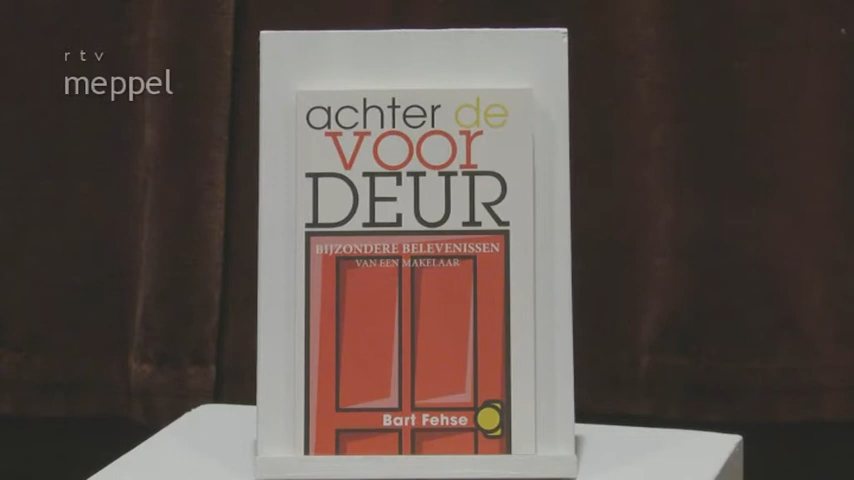 rtv
meppel
achter de
voor
DEUR
BIJZONDERE BELEVENISSEN
VAN EEN MAKELAAR
Bart Fehse